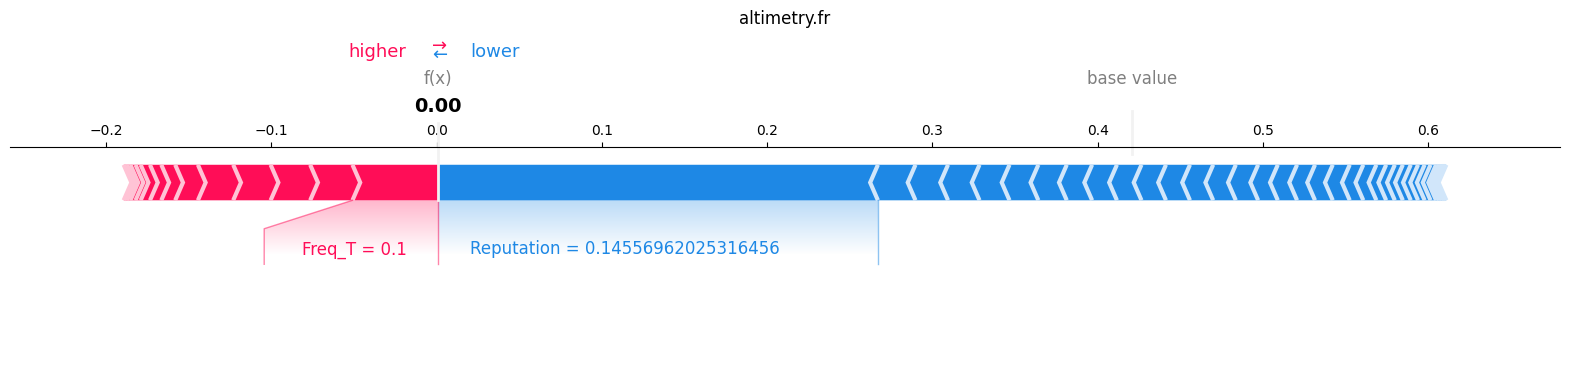 altimetry.fr
higher → lower
←
f(x)
base value
0.00
−0.2 −0.1 0.0 0.1 0.2 0.3 0.4 0.5 0.6
Freq_T = 0.1
Reputation = 0.14556962025316456